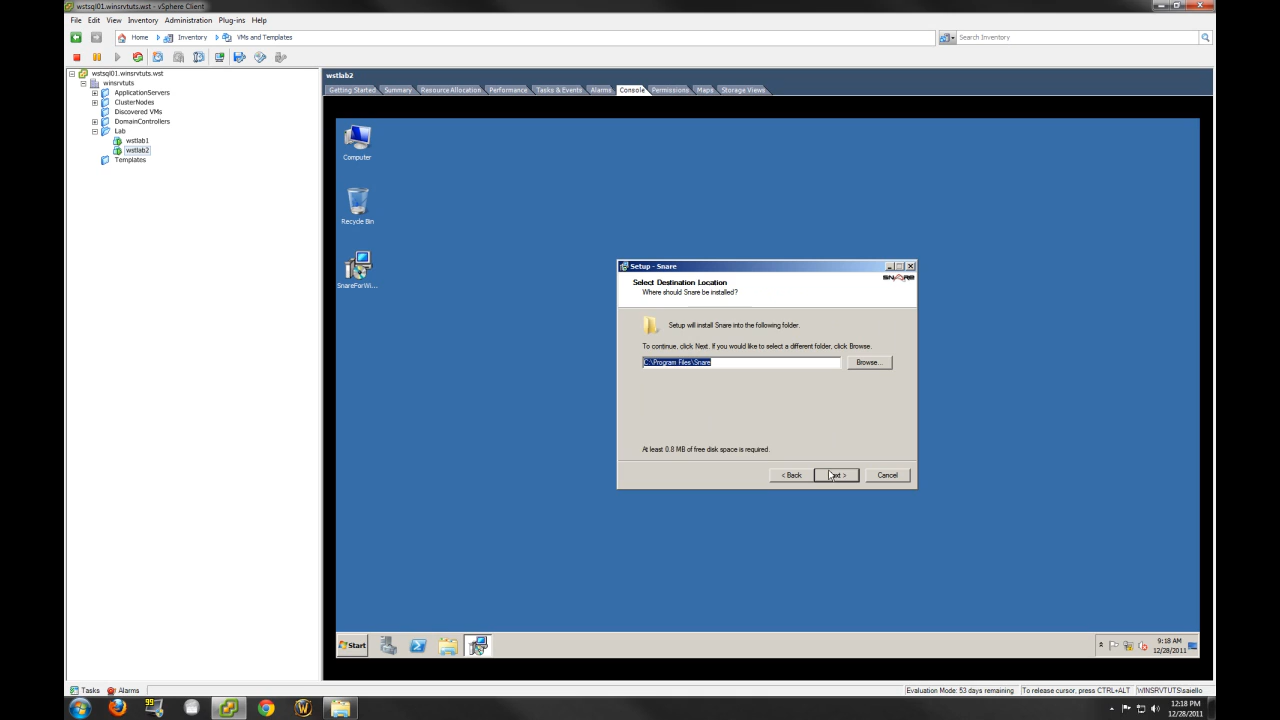 wstsql01.winsrvtuts.wst - vSphere Client
File Edit View Inventory Administration Plug-ins Help
Home Inventory VMs and Templates
Search Inventory
wstsql01.winsrvtuts.wst
winsrvtuts
ApplicationServers
ClusterNodes
Discovered VMs
DomainControllers
Lab
wstlab1
wstlab2
Templates
wstlab2
Getting Started Summary Resource Allocation Performance Tasks & Events Alarms Console Permissions Maps Storage Views
Computer
Recycle Bin
SnareForWi...
Setup - Snare
SNARE
Select Destination Location
Where should Snare be installed?
Setup will install Snare into the following folder.
To continue, click Next. If you would like to select a different folder, click Browse.
C:\Program Files\Snare
Browse...
At least 0.8 MB of free disk space is required.
< Back
Cancel
Start
9:18 AM
12/28/2011
Tasks Alarms
Evaluation Mode: 53 days remaining To release cursor, press CTRL+ALT WINSRVTUTS\saiello
99
12:18 PM
12/28/2011